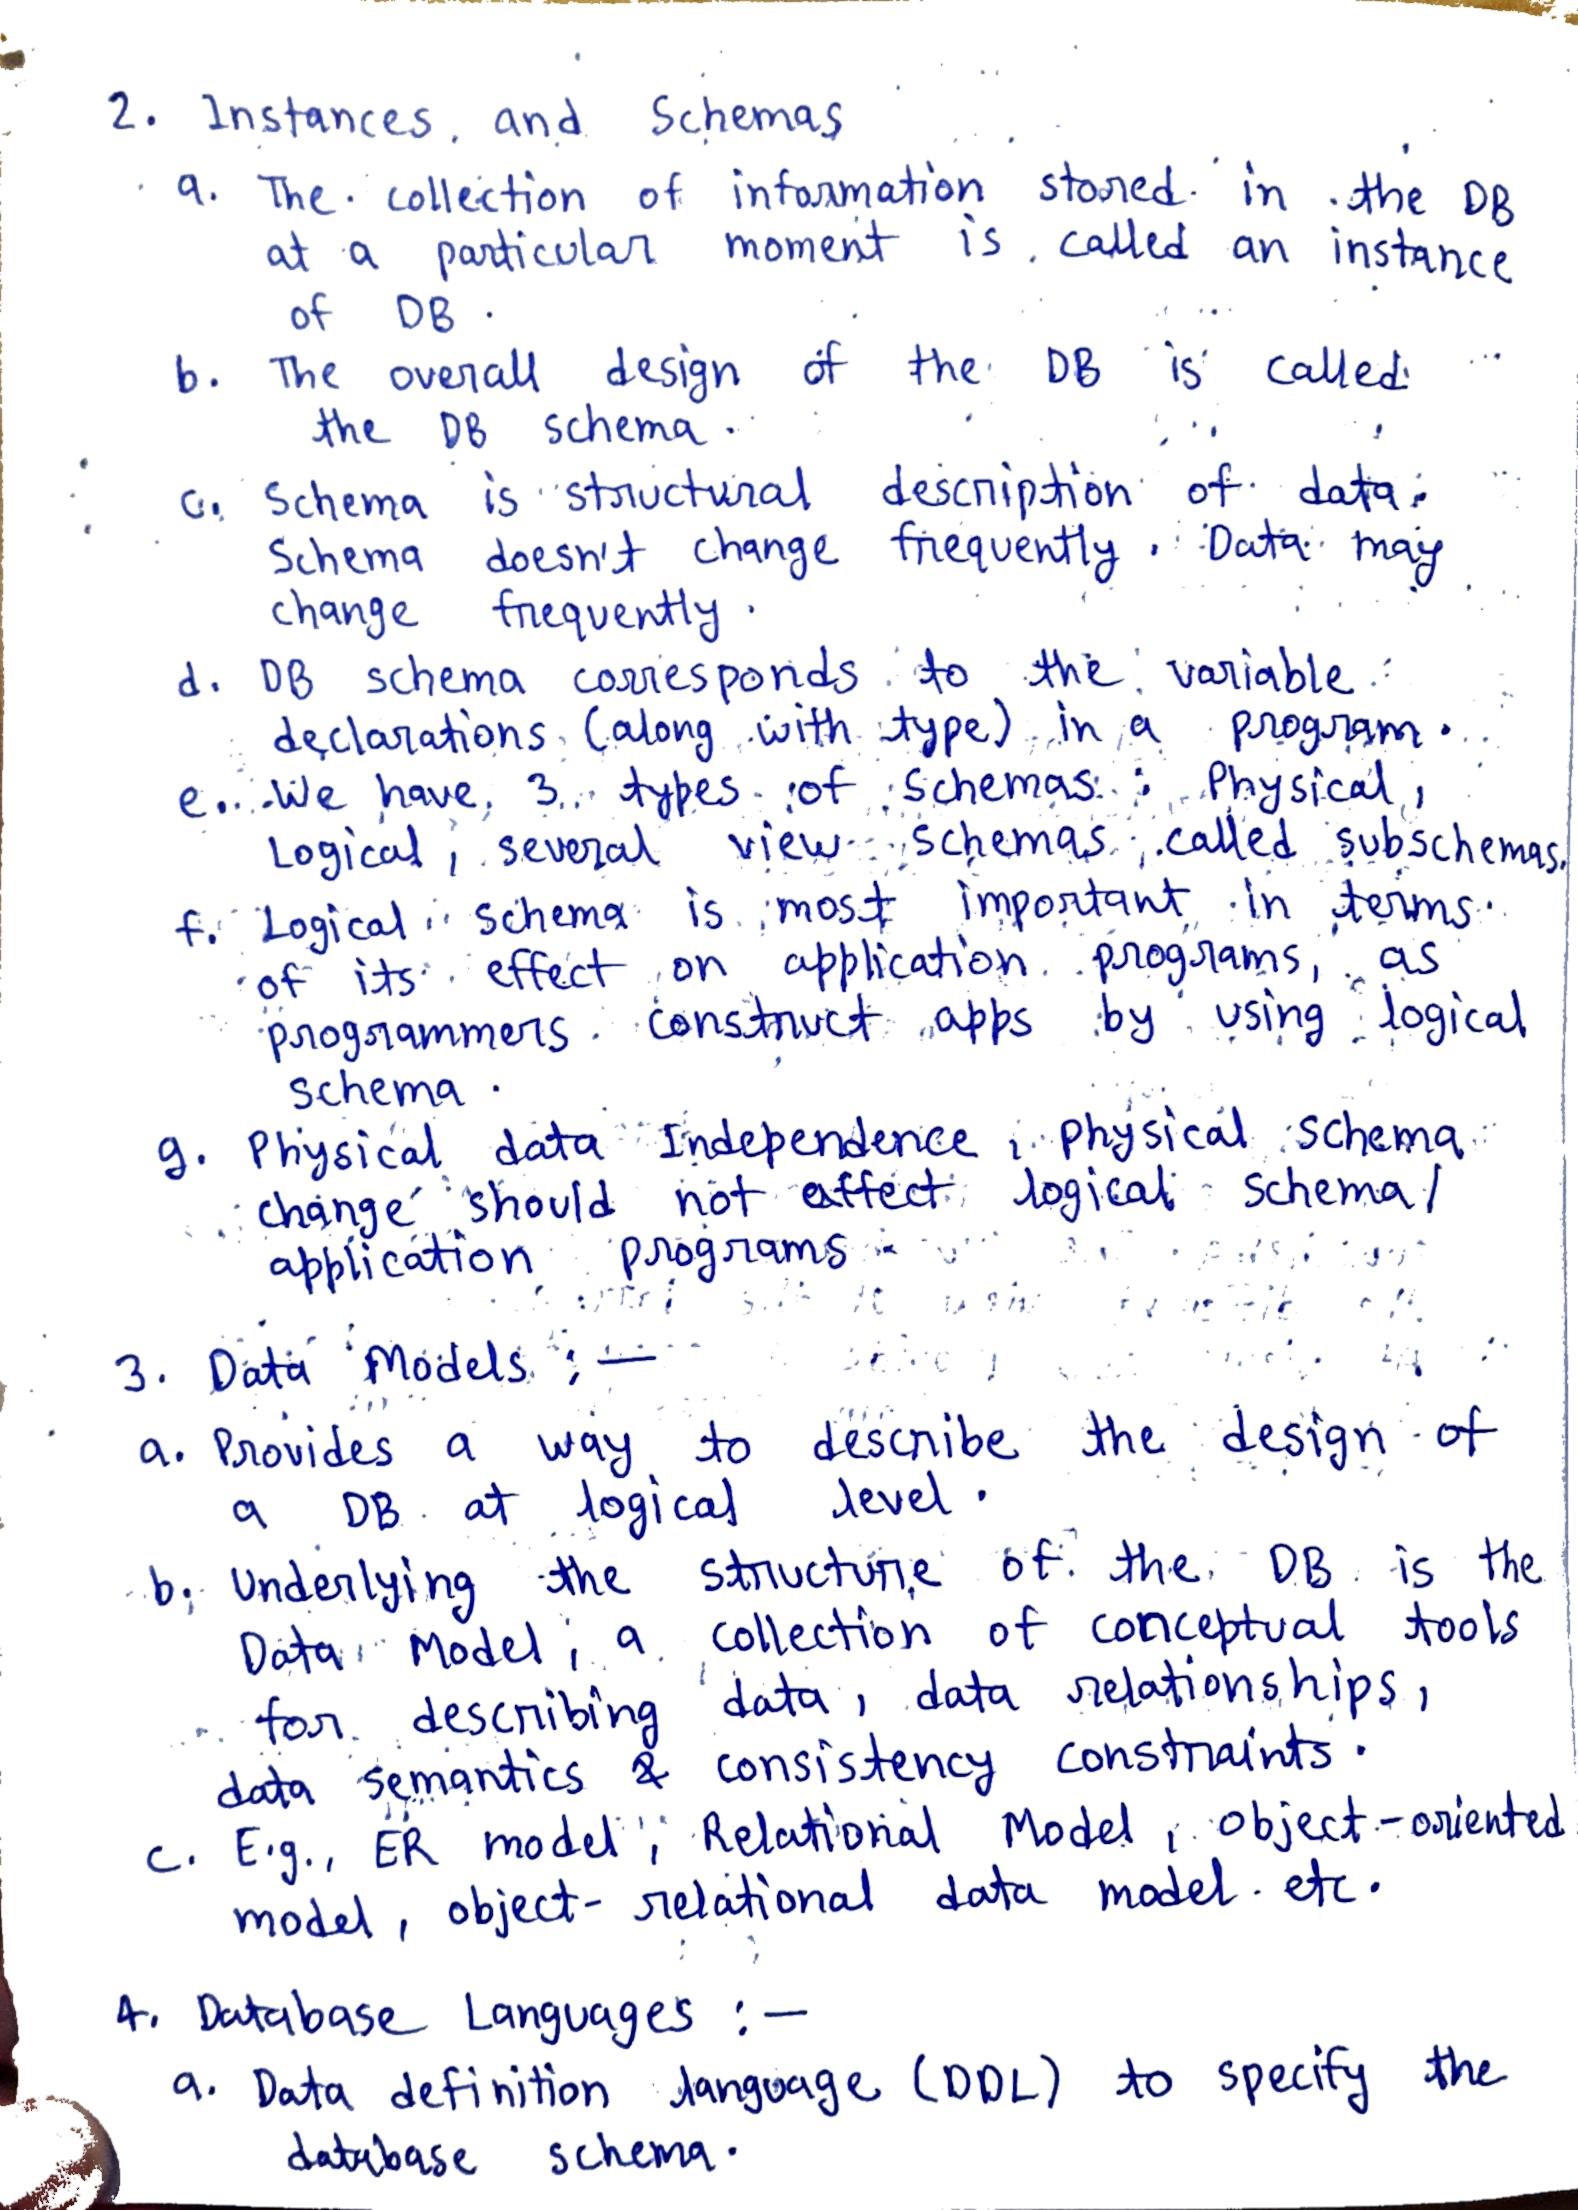 2. Instances and Schemas
a. The collection of information stored in the DB
at a particular moment is called an instance
of DB.
b. The overall design of the DB is called
the DB schema.
c. Schema is structural description of data.
Schema doesn't change frequently. Data may
change frequently.
d. DB schema corresponds to the variable
declarations (along with type) in a program.
e. We have 3 types of schemas: Physical,
Logical, several view schemas called subschemas.
f. Logical schema is most important in terms
of its effect on application programs, as
programmers construct apps by using logical
schema.
g. Physical data Independence, physical schema
change should not affect logical schema/
application programs
3. Data Models :—
a. Provides a way to describe the design of
a DB at logical level.
b. Underlying the structure of the DB is the
Data Model; a collection of conceptual tools
for describing data, data relationships,
data semantics & consistency constraints.
c. E.g., ER model, Relational Model, object-oriented
model, object-relational data model etc.
4. Database Languages :—
a. Data definition language (DDL) to specify the
database schema.